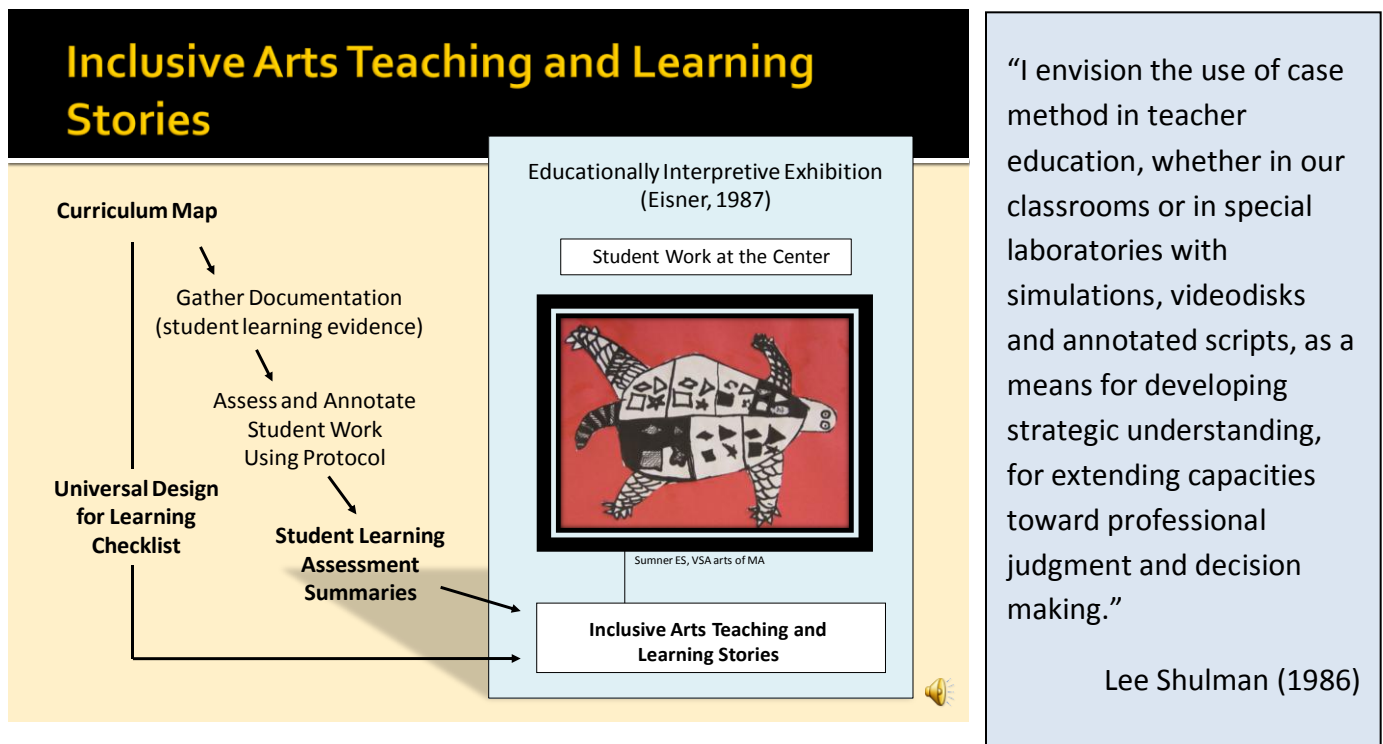 Inclusive Arts Teaching and Learning
Stories
Curriculum Map
Gather Documentation
(student learning evidence)
Assess and Annotate
Student Work
Using Protocol
Universal Design
for Learning
Checklist
Student Learning
Assessment
Summaries
Educationally Interpretive Exhibition
(Eisner, 1987)
Student Work at the Center
Sumner ES, VSA arts of MA
Inclusive Arts Teaching and
Learning Stories
“I envision the use of case
method in teacher
education, whether in our
classrooms or in special
laboratories with
simulations, videodisks
and annotated scripts, as a
means for developing
strategic understanding,
for extending capacities
toward professional
judgment and decision
making.”
Lee Shulman (1986)